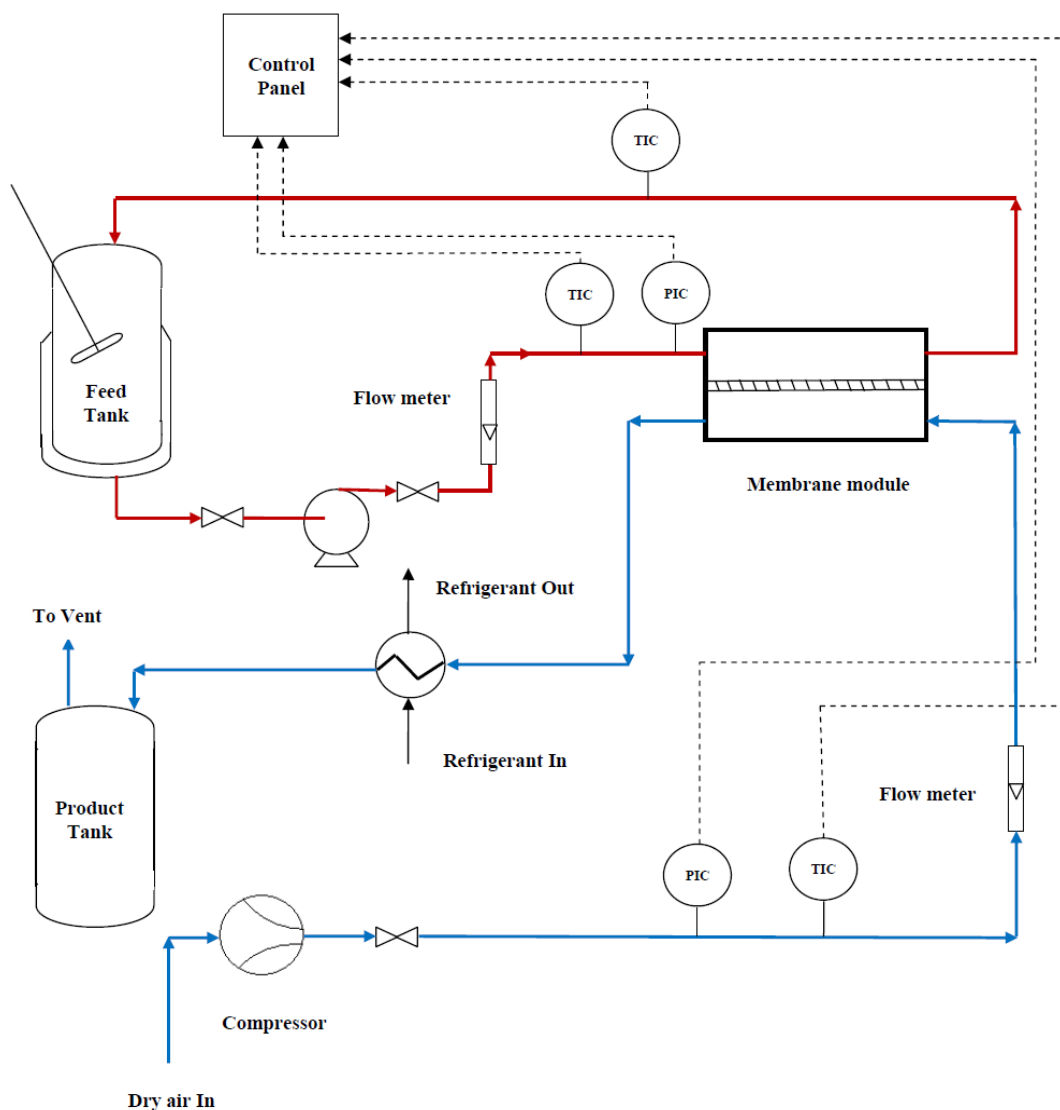 Control
Panel
TIC
TIC
PIC
Feed
Tank
Flow meter
Membrane module
Refrigerant Out
To Vent
Refrigerant In
Flow meter
Product
Tank
PIC
TIC
Compressor
Dry air In